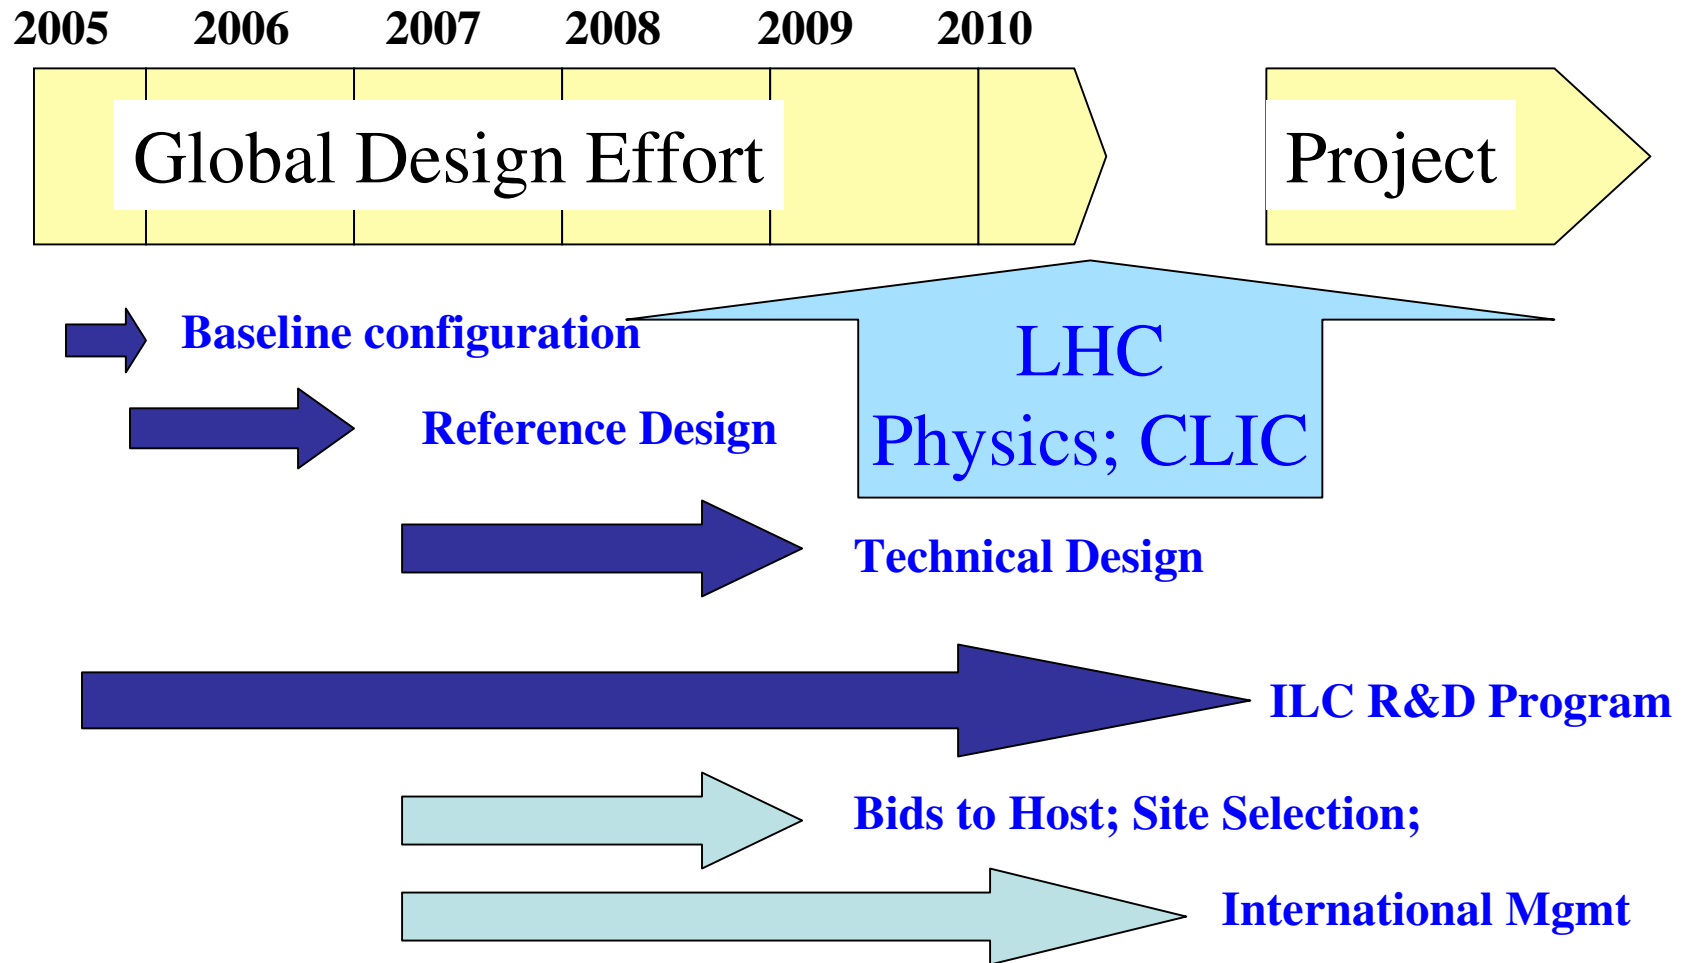 2005 2006 2007 2008 2009 2010
Global Design Effort
Project
Baseline configuration
LHC
Physics; CLIC
Reference Design
Technical Design
ILC R&D Program
Bids to Host; Site Selection;
International Mgmt